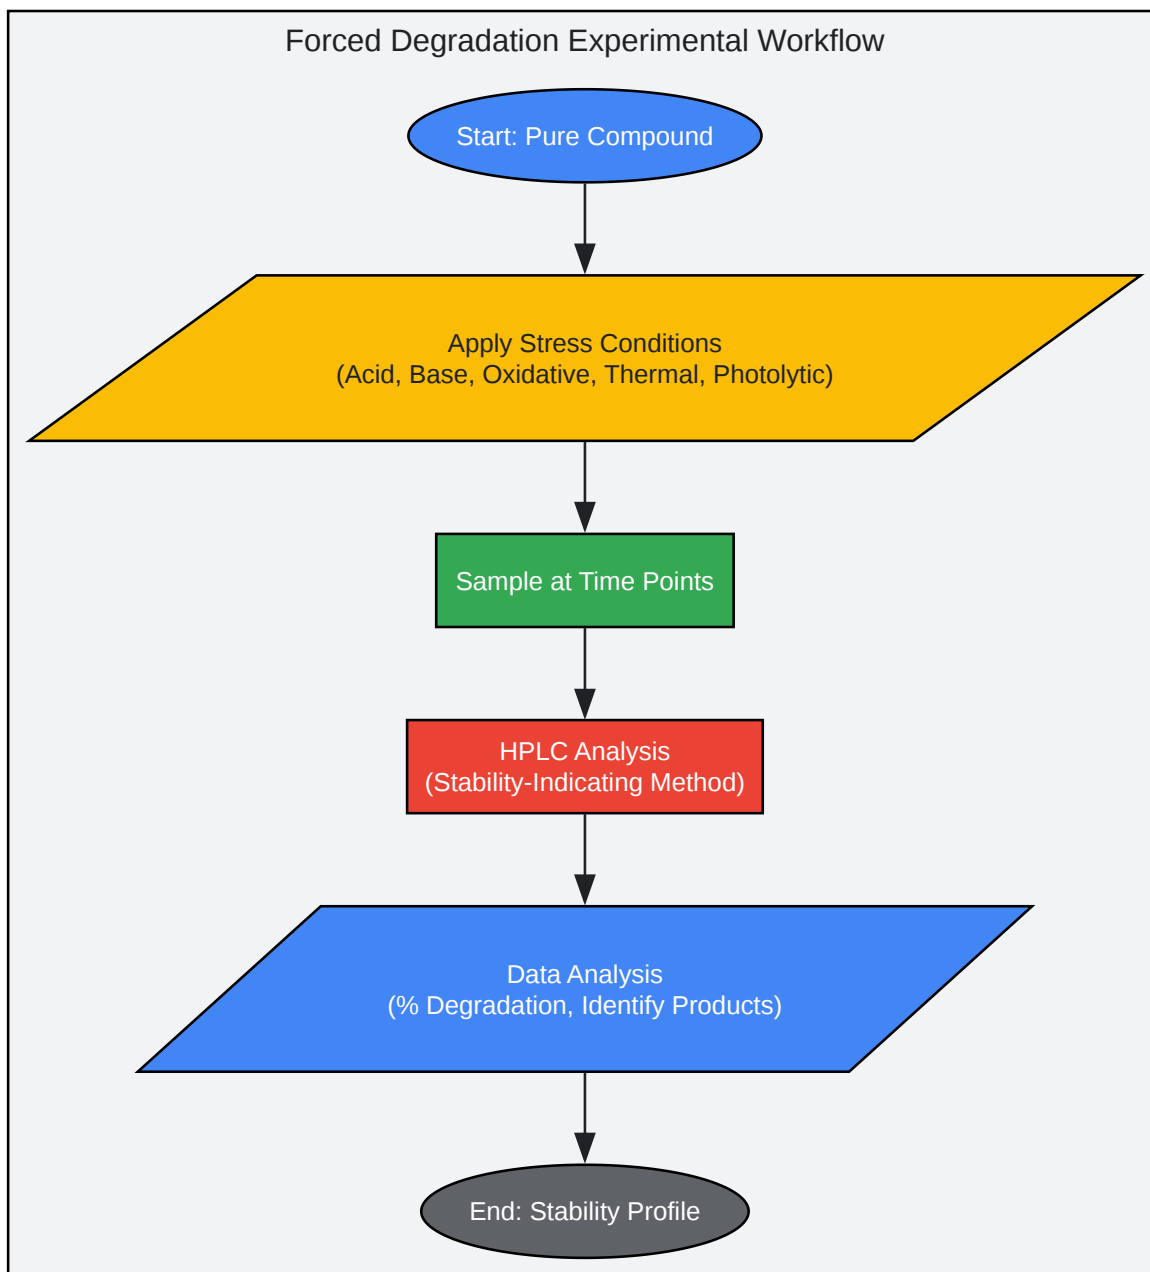 Forced Degradation Experimental Workflow
Start: Pure Compound
Apply Stress Conditions
(Acid, Base, Oxidative, Thermal, Photolytic)
Sample at Time Points
HPLC Analysis
(Stability-Indicating Method)
Data Analysis
(% Degradation, Identify Products)
End: Stability Profile